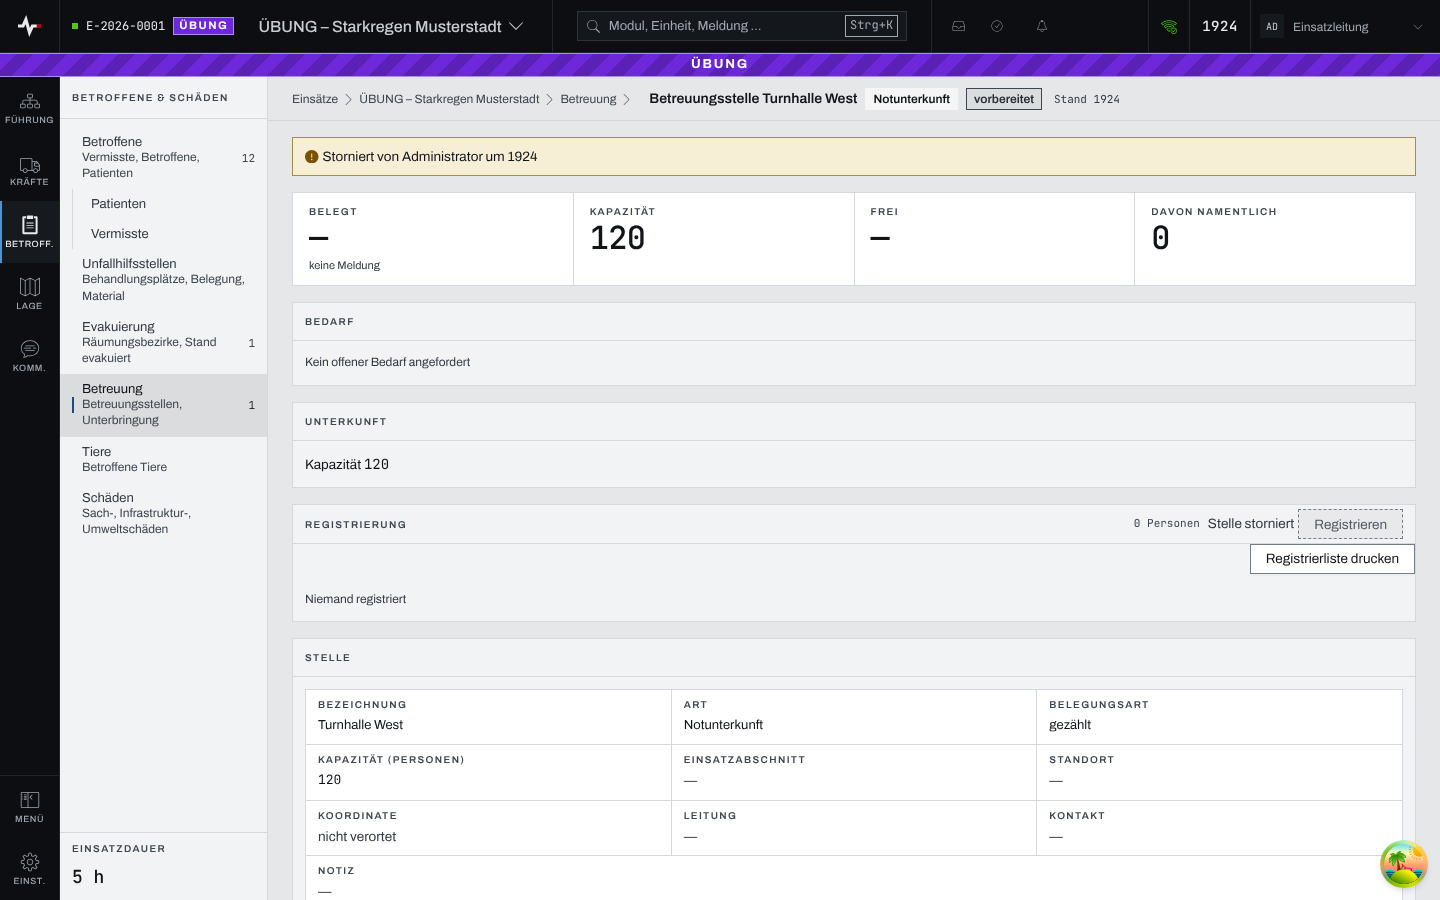 E-2026-0001 ÜBUNG ÜBUNG – Starkregen Musterstadt Modul, Einheit, Meldung ... Strg+K 1924 AD Einsatzleitung
ÜBUNG
FÜHRUNG
KRÄFTE
BETROFF.
LAGE
KOMM.
MENÜ
EINST.
BETROFFENE & SCHÄDEN
Betroffene
Vermisste, Betroffene, 12
Patienten
Patienten
Vermisste
Unfallhilfsstellen
Behandlungsplätze, Belegung,
Material
Evakuierung
Räumungsbezirke, Stand 1
evakuiert
Betreuung
Betreuungsstellen, 1
Unterbringung
Tiere
Betroffene Tiere
Schäden
Sach-, Infrastruktur-,
Umweltschäden
EINSATZDAUER
5 h
Einsätze ÜBUNG – Starkregen Musterstadt Betreuung Betreuungsstelle Turnhalle West Notunterkunft vorbereitet Stand 1924
Storniert von Administrator um 1924
BELEGT KAPAZITÄT FREI DAVON NAMENTLICH
– 120 – 0
keine Meldung
BEDARF
Kein offener Bedarf angefordert
UNTERKUNFT
Kapazität 120
REGISTRIERUNG 0 Personen Stelle storniert Registrieren
Registrierliste drucken
Niemand registriert
STELLE
BEZEICHNUNG ART BELEGUNGSART
Turnhalle West Notunterkunft gezählt
KAPAZITÄT (PERSONEN) EINSATZABSCHNITT STANDORT
120 — —
KOORDINATE LEITUNG KONTAKT
nicht verortet — —
NOTIZ
—